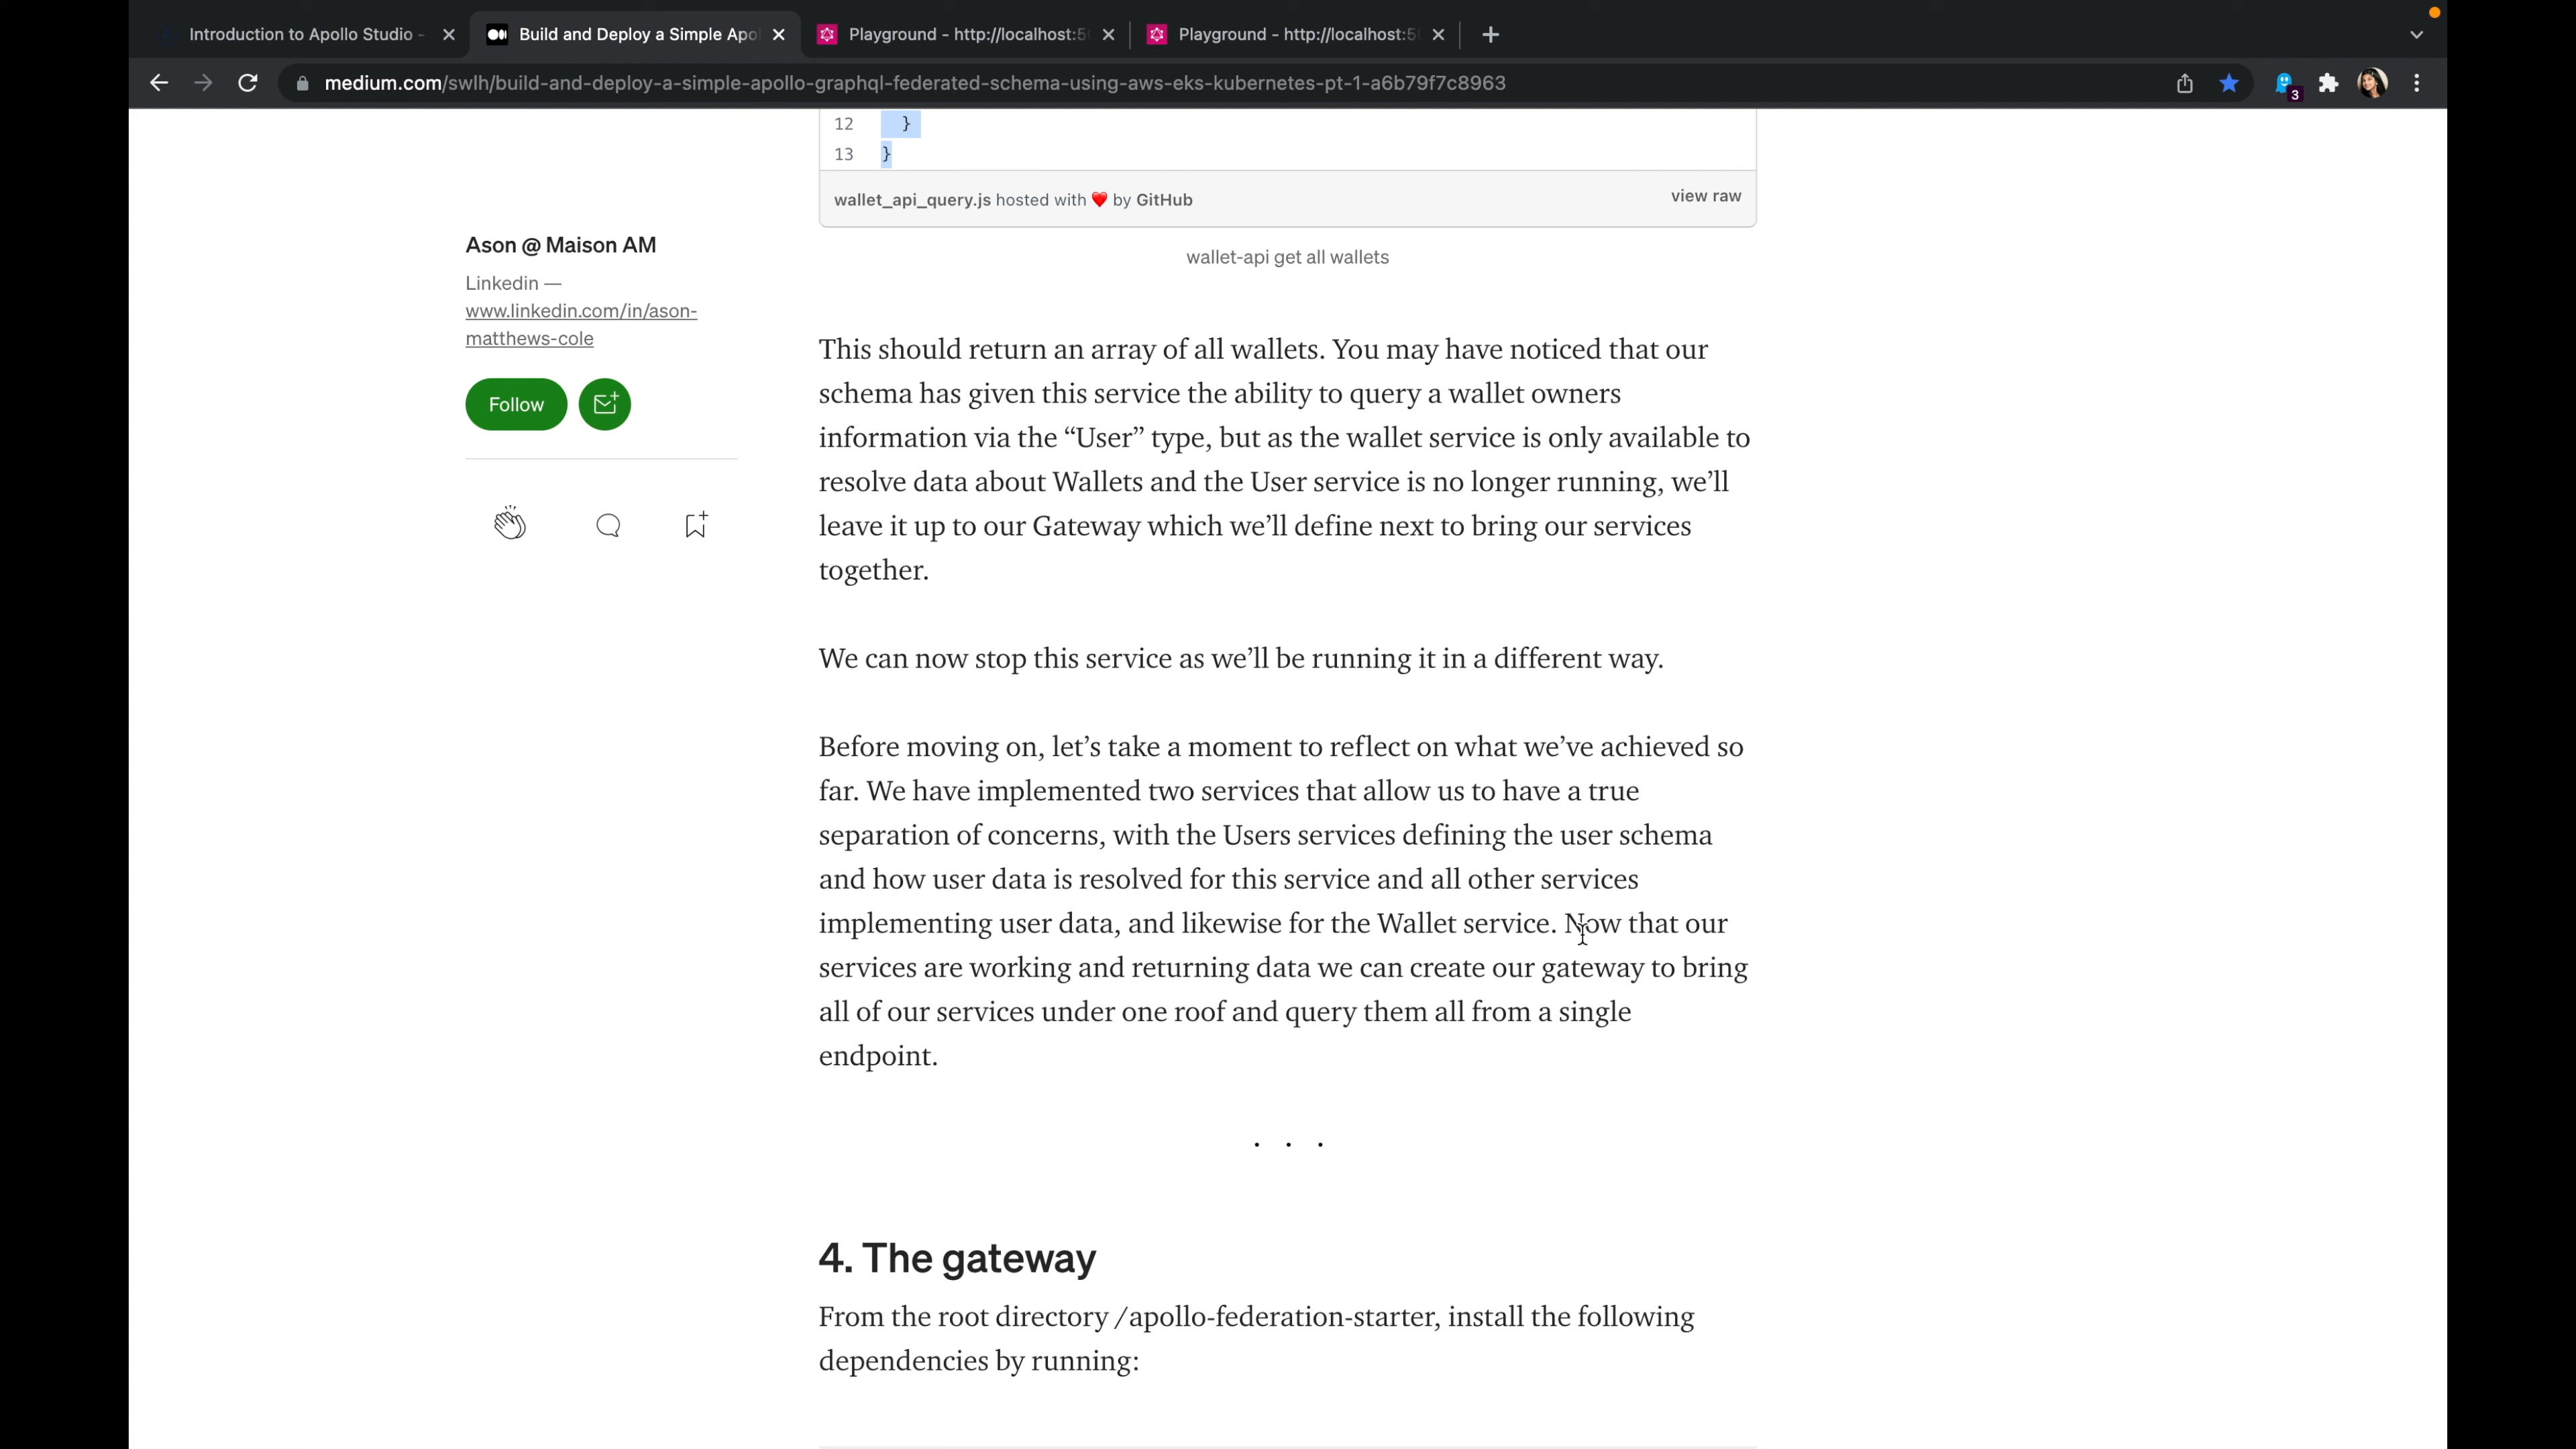 Introduction to Apollo Studio -
Build and Deploy a Simple Apo
Playground - http://localhost:5
Playground - http://localhost:5
medium.com/swlh/build-and-deploy-a-simple-apollo-graphql-federated-schema-using-aws-eks-kubernetes-pt-1-a6b79f7c8963
3
12 }
13 }
wallet_api_query.js hosted with ❤ by GitHub
view raw
wallet-api get all wallets
Ason @ Maison AM
Linkedin —
www.linkedin.com/in/ason-
matthews-cole
Follow
This should return an array of all wallets. You may have noticed that our
schema has given this service the ability to query a wallet owners
information via the “User” type, but as the wallet service is only available to
resolve data about Wallets and the User service is no longer running, we’ll
leave it up to our Gateway which we’ll define next to bring our services
together.
We can now stop this service as we’ll be running it in a different way.
Before moving on, let’s take a moment to reflect on what we’ve achieved so
far. We have implemented two services that allow us to have a true
separation of concerns, with the Users services defining the user schema
and how user data is resolved for this service and all other services
implementing user data, and likewise for the Wallet service. Now that our
services are working and returning data we can create our gateway to bring
all of our services under one roof and query them all from a single
endpoint.
. . .
4. The gateway
From the root directory /apollo-federation-starter, install the following
dependencies by running: